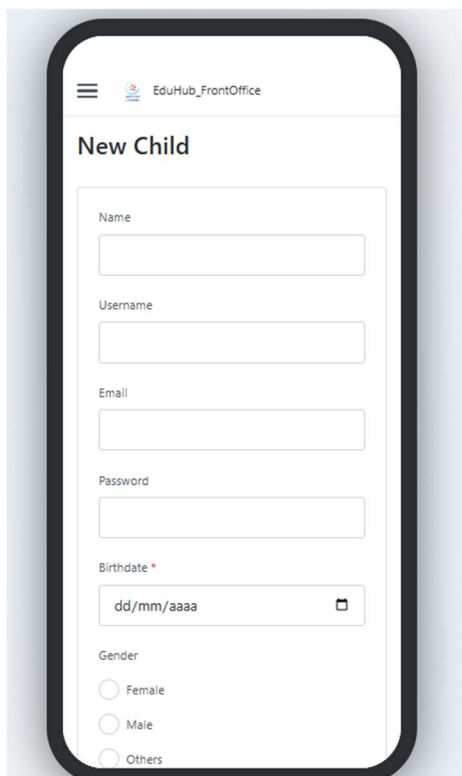 EduHub_FrontOffice
New Child
Name
Username
Email
Password
Birthdate *
dd/mm/aaaa
Gender
Female
Male
Others